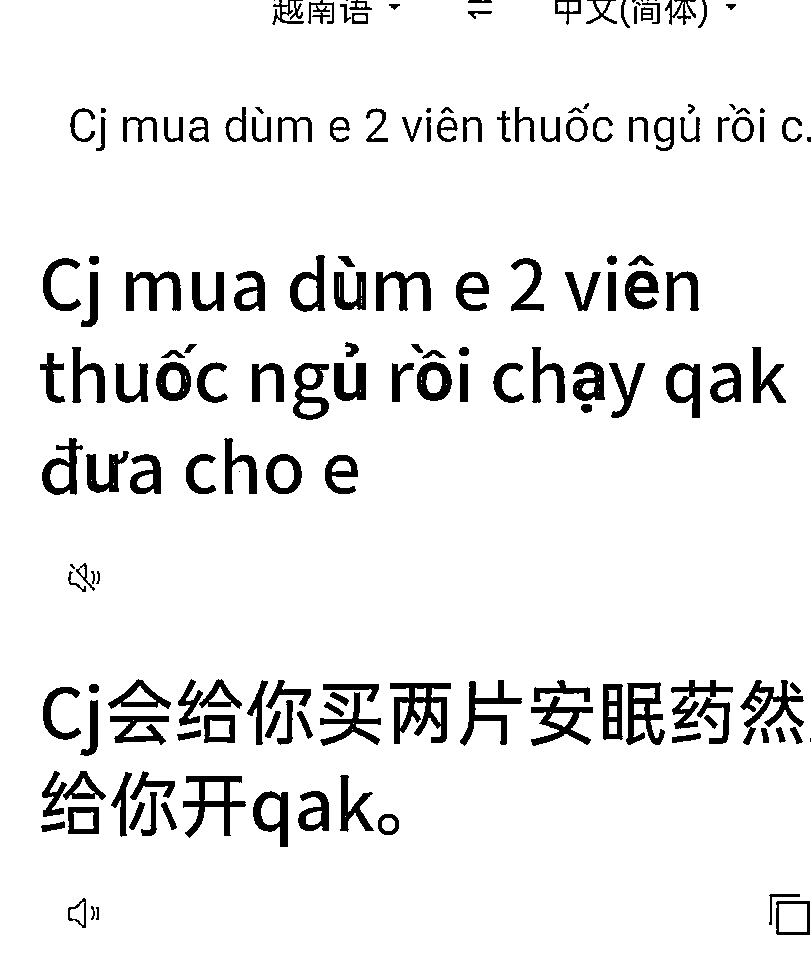 越南语 ⇌ 中文(简体)
Cj mua dùm e 2 viên thuốc ngủ rồi c.
Cj mua dùm e 2 viên
thuốc ngủ rồi chạy qak
đưa cho e
Cj会给你买两片安眠药然
给你开qak。